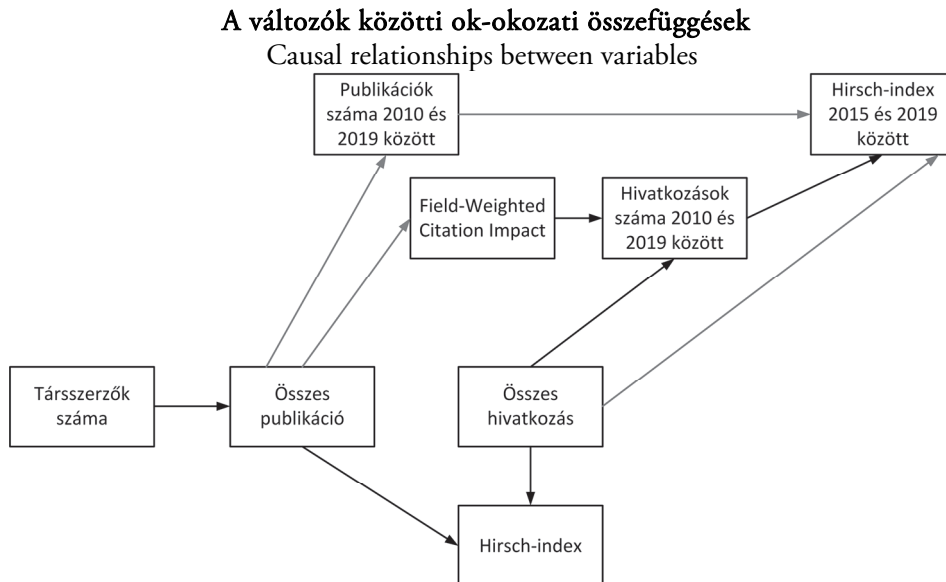 A változók közötti ok-okozati összefüggések
Causal relationships between variables
Publikációk
száma 2010 és
2019 között
Hirsch-index
2015 és 2019
között
Field-Weighted
Citation Impact
Hivatkozások
száma 2010 és
2019 között
Társszerzők
száma
Összes
publikáció
Összes
hivatkozás
Hirsch-index